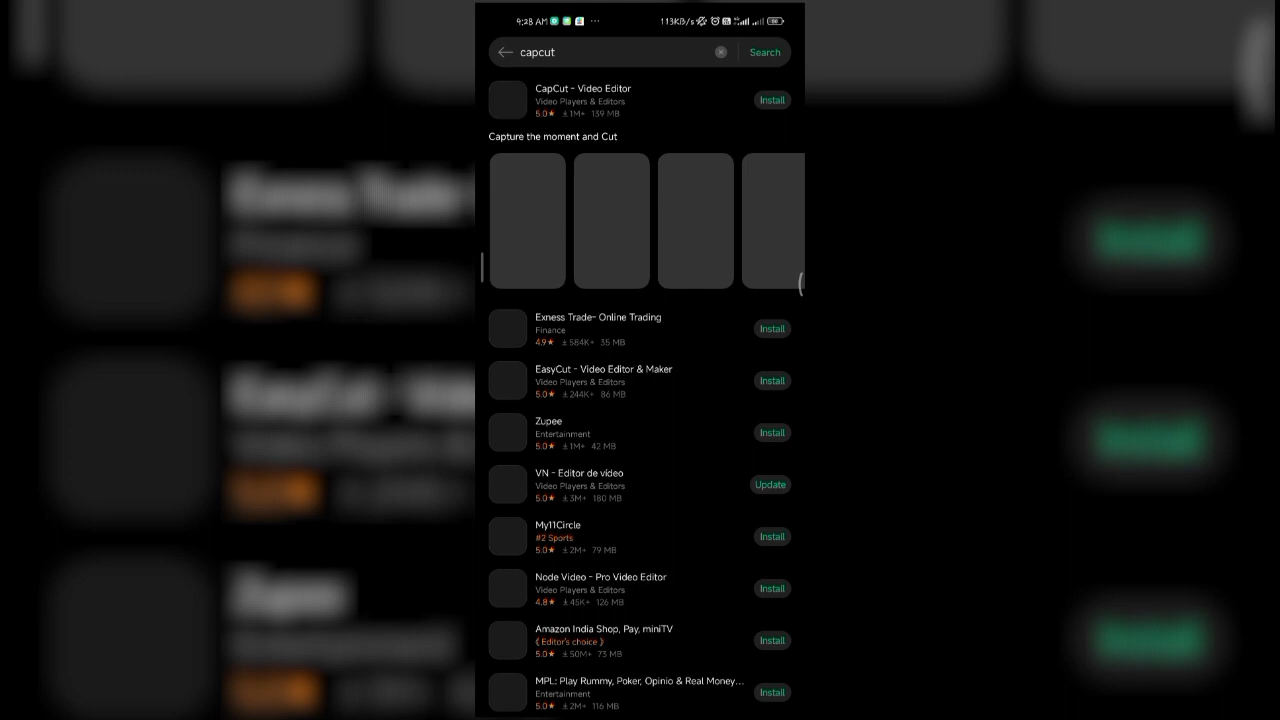 9:28 AM ··· 113KB/s
capcut Search
CapCut - Video Editor
Video Players & Editors
5.0★ 1M+ 139 MB
Install
Capture the moment and Cut
Exness Trade- Online Trading
Finance
4.9★ 584K+ 35 MB
Install
EasyCut - Video Editor & Maker
Video Players & Editors
5.0★ 244K+ 86 MB
Install
Zupee
Entertainment
5.0★ 1M+ 42 MB
Install
VN - Editor de vídeo
Video Players & Editors
5.0★ 3M+ 180 MB
Update
My11Circle
#2 Sports
5.0★ 2M+ 79 MB
Install
Node Video - Pro Video Editor
Video Players & Editors
4.8★ 45K+ 126 MB
Install
Amazon India Shop, Pay, miniTV
《 Editor's choice 》
5.0★ 50M+ 73 MB
Install
MPL: Play Rummy, Poker, Opinio & Real Money...
Entertainment
5.0★ 2M+ 116 MB
Install